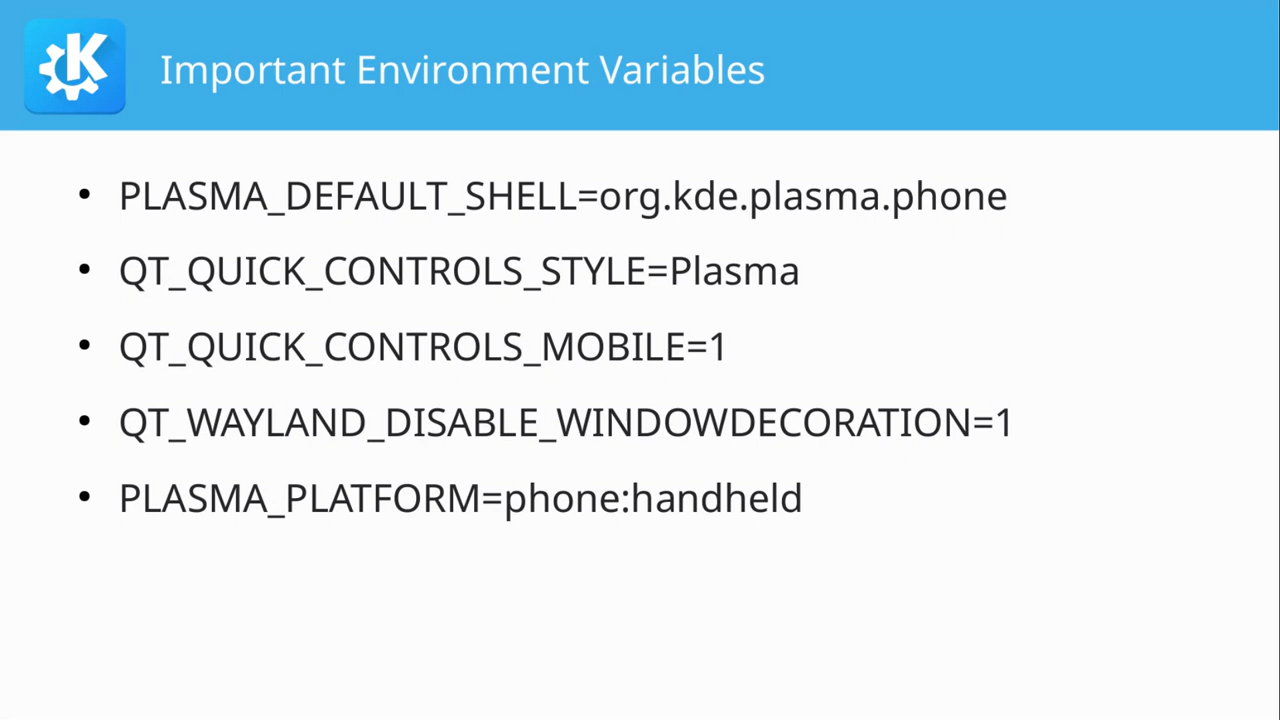 Important Environment Variables
• PLASMA_DEFAULT_SHELL=org.kde.plasma.phone
• QT_QUICK_CONTROLS_STYLE=Plasma
• QT_QUICK_CONTROLS_MOBILE=1
• QT_WAYLAND_DISABLE_WINDOWDECORATION=1
• PLASMA_PLATFORM=phone:handheld